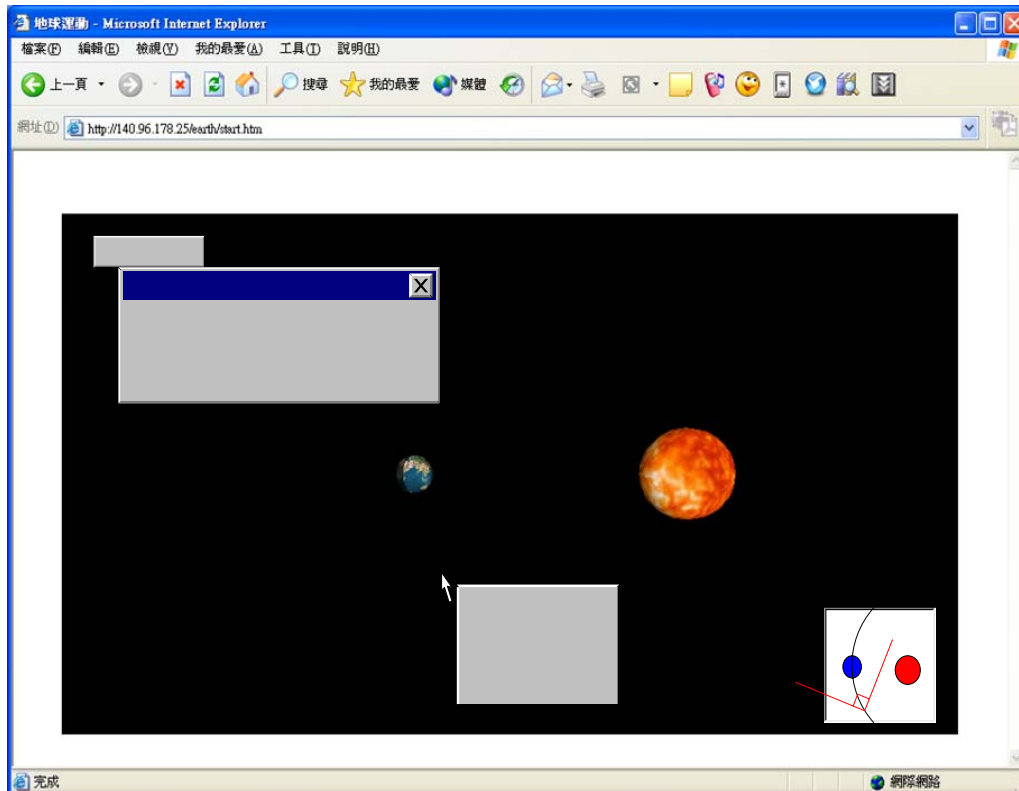 地球運動 - Microsoft Internet Explorer
檔案(F) 編輯(E) 檢視(V) 我的最愛(A) 工具(T) 說明(H)
上一頁 搜尋 我的最愛 媒體
網址(D) http://140.96.178.25/earth/start.htm
X
完成 網際網路